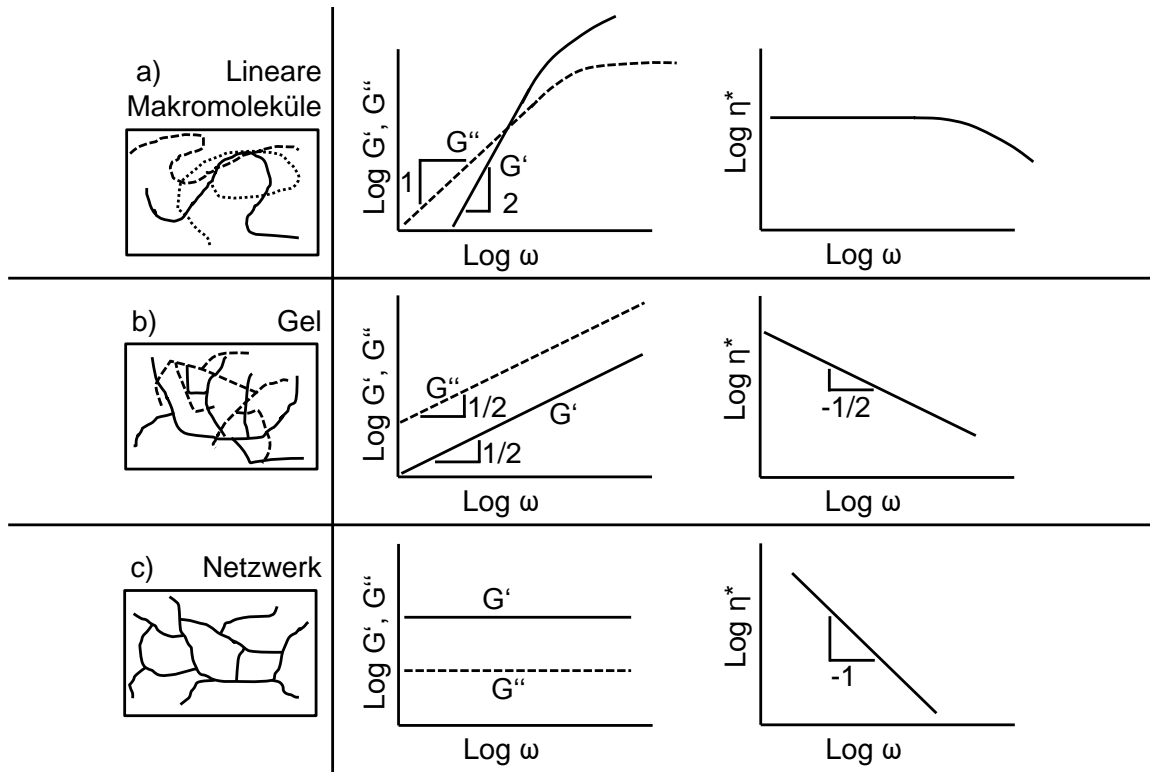 a) Lineare
Makromoleküle
Log G‘, G‘‘
G‘‘
1
G‘
2
Log ω
Log η*
Log ω
b) Gel
Log G‘, G‘‘
G‘‘
1/2
G‘
1/2
Log ω
Log η*
-1/2
Log ω
c) Netzwerk
Log G‘, G‘‘
G‘
G‘‘
Log ω
Log η*
-1
Log ω